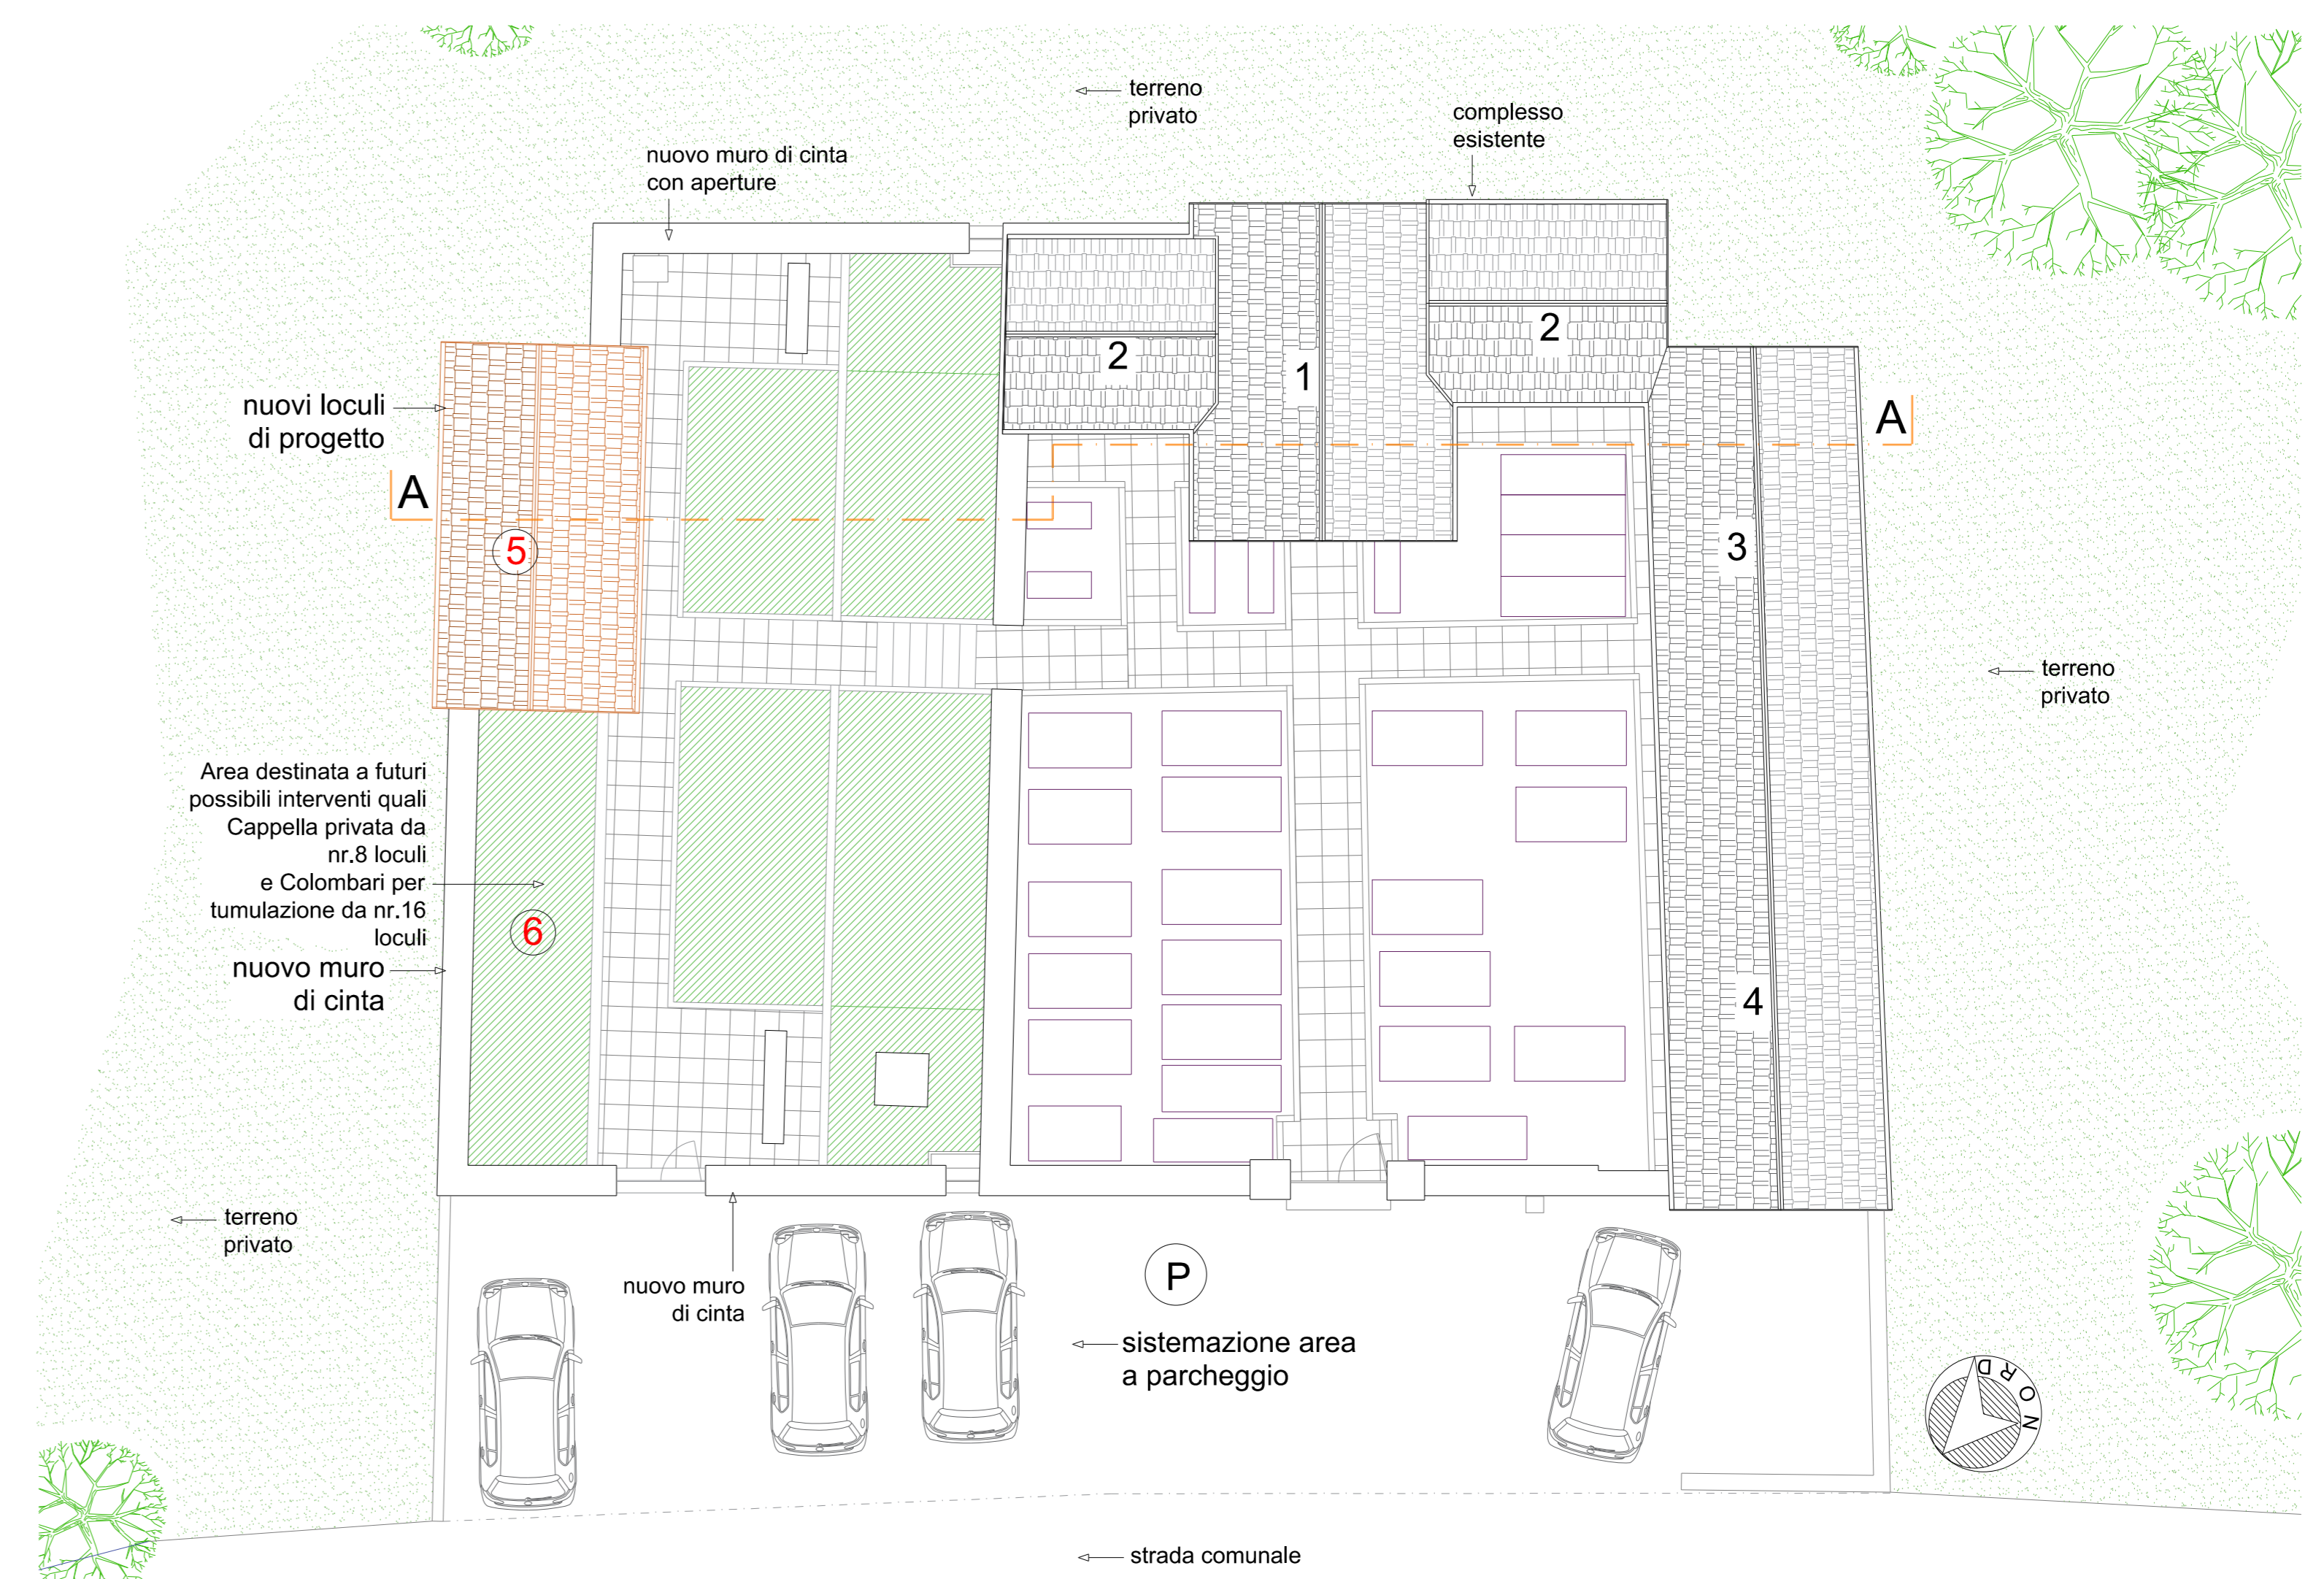 terreno
privato
complesso
esistente
nuovo muro di cinta
con aperture
2
1
2
nuovi loculi
di progetto
A
A
5
3
terreno
privato
Area destinata a futuri
possibili interventi quali
Cappella privata da
nr.8 loculi
e Colombari per
tumulazione da nr.16
loculi
6
nuovo muro
di cinta
4
terreno
privato
nuovo muro
di cinta
P
sistemazione area
a parcheggio
NORD
strada comunale